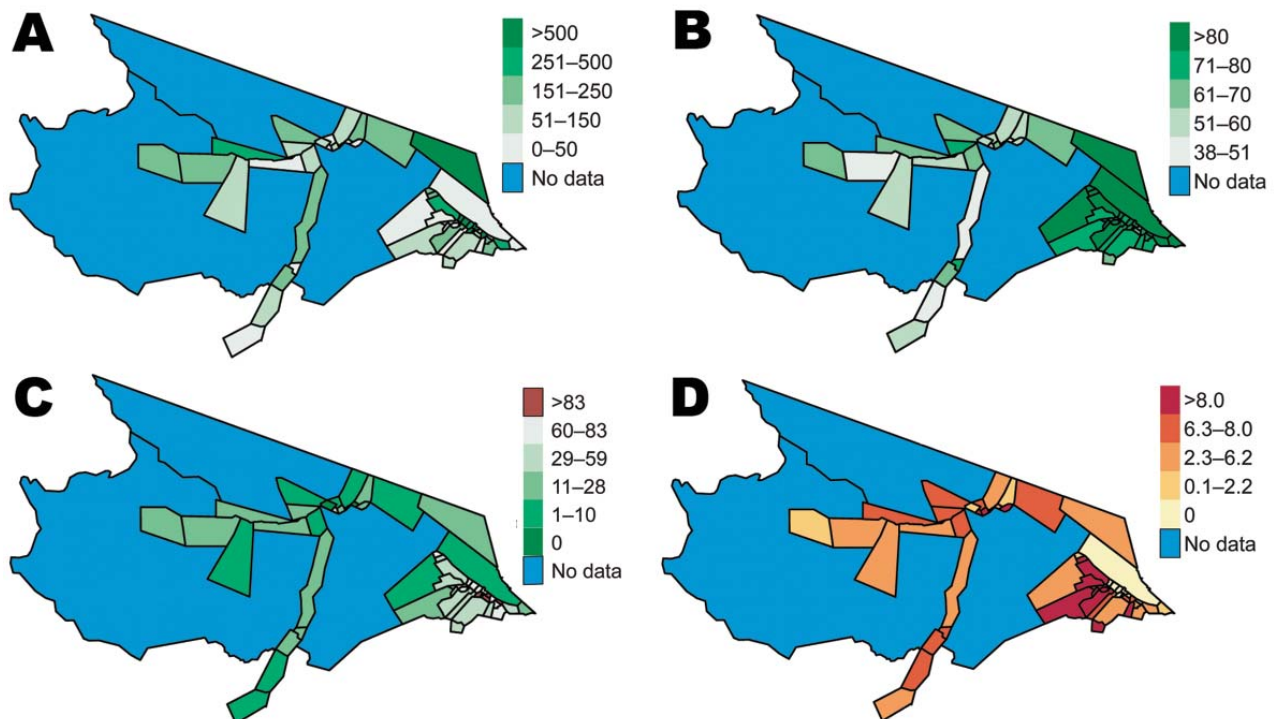 A
>500
251–500
151–250
51–150
0–50
No data
B
>80
71–80
61–70
51–60
38–51
No data
C
>83
60–83
29–59
11–28
1–10
0
No data
D
>8.0
6.3–8.0
2.3–6.2
0.1–2.2
0
No data